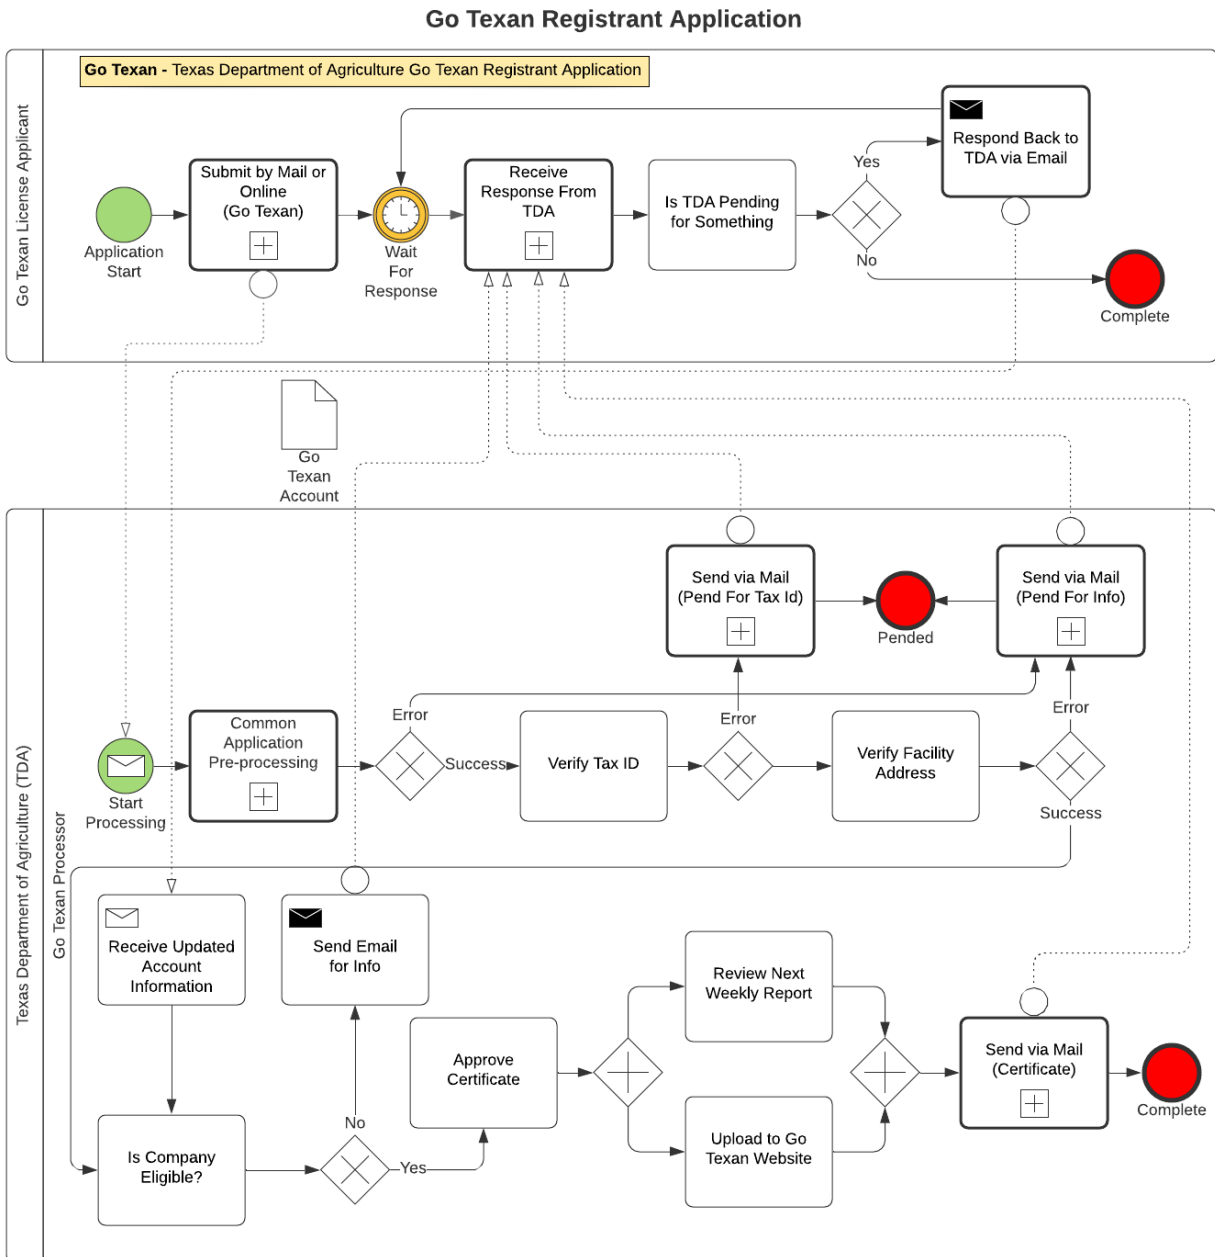 Go Texan Registrant Application
Go Texan License Applicant
Go Texan - Texas Department of Agriculture Go Texan Registrant Application
Application
Start
Submit by Mail or
Online
(Go Texan)
Wait
For
Response
Receive
Response From
TDA
Is TDA Pending
for Something
Yes
No
Respond Back to
TDA via Email
Complete
Go
Texan
Account
Texas Department of Agriculture (TDA)
Go Texan Processor
Send via Mail
(Pend For Tax Id)
Pended
Send via Mail
(Pend For Info)
Start
Processing
Common
Application
Pre-processing
Error
Success
Verify Tax ID
Error
Verify Facility
Address
Error
Success
Receive Updated
Account
Information
Send Email
for Info
Is Company
Eligible?
No
Yes
Approve
Certificate
Review Next
Weekly Report
Upload to Go
Texan Website
Send via Mail
(Certificate)
Complete